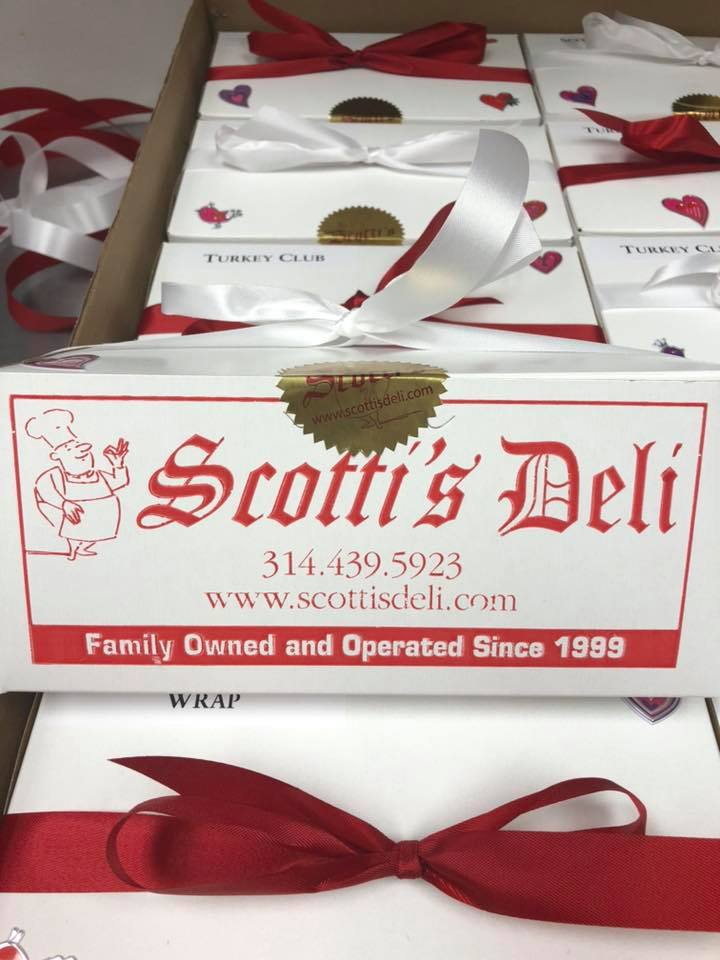 Scotti's
TURKEY CLUB
TURKEY CL
www.scottisdeli.com
Scotti's Deli
314.439.5923
www.scottisdeli.com
Family Owned and Operated Since 1999
WRAP